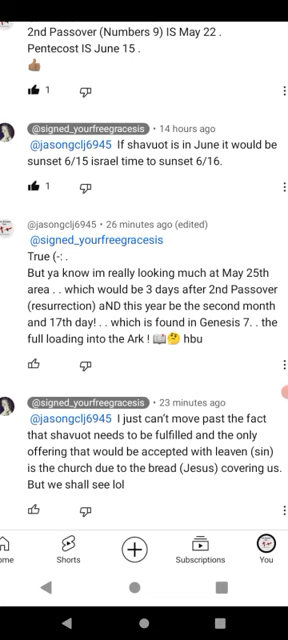 2nd Passover (Numbers 9) IS May 22 .
Pentecost IS June 15 .
👍🏽
1
@signed_yourfreegracesis • 14 hours ago
@jasongclj6945 If shavuot is in June it would be
sunset 6/15 israel time to sunset 6/16.
1
@jasongclj6945 • 26 minutes ago (edited)
@signed_yourfreegracesis
True (-: .
But ya know im really looking much at May 25th
area . . which would be 3 days after 2nd Passover
(resurrection) aND this year be the second month
and 17th day! . . which is found in Genesis 7. . the
full loading into the Ark ! 📖🤔 hbu
@signed_yourfreegracesis • 23 minutes ago
@jasongclj6945 I just can't move past the fact
that shavuot needs to be fulfilled and the only
offering that would be accepted with leaven (sin)
is the church due to the bread (Jesus) covering us.
But we shall see lol
ome Shorts Subscriptions You